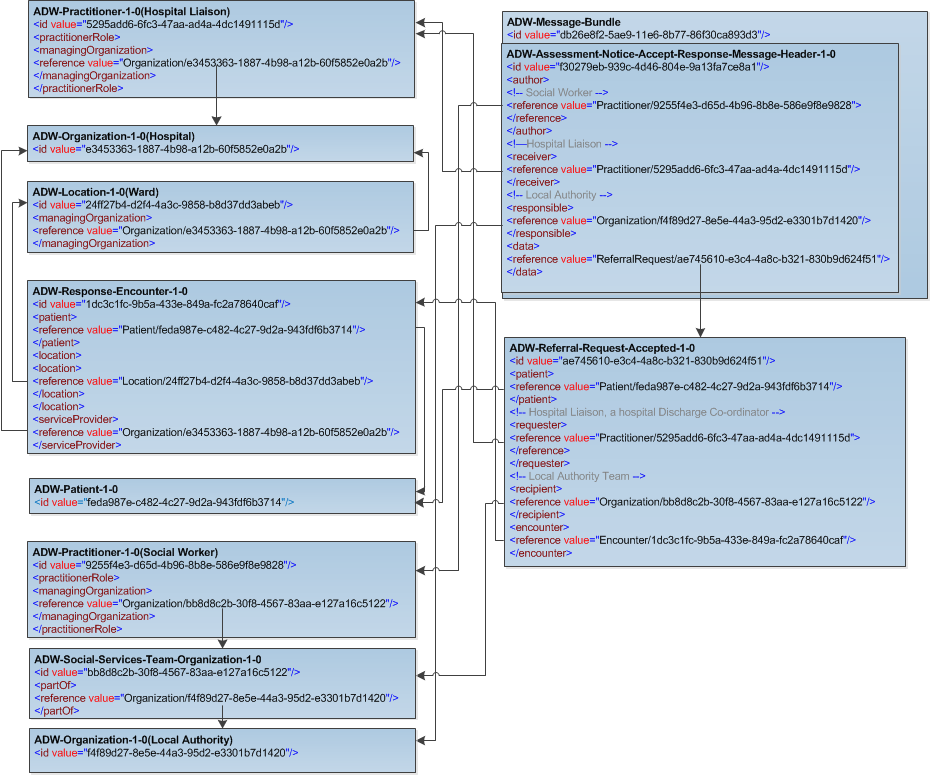 ADW-Practitioner-1-0(Hospital Liaison)
<id value="5295add6-6fc3-47aa-ad4a-4dc1491115d"/>
<practitionerRole>
<managingOrganization>
<reference value="Organization/e3453363-1887-4b98-a12b-60f5852e0a2b"/>
</managingOrganization>
</practitionerRole>
ADW-Organization-1-0(Hospital)
<id value="e3453363-1887-4b98-a12b-60f5852e0a2b"/>
ADW-Location-1-0(Ward)
<id value="24ff27b4-d2f4-4a3c-9858-b8d37dd3abeb"/>
<managingOrganization>
<reference value="Organization/e3453363-1887-4b98-a12b-60f5852e0a2b"/>
</managingOrganization>
ADW-Response-Encounter-1-0
<id value="1dc3c1fc-9b5a-433e-849a-fc2a78640caf"/>
<patient>
<reference value="Patient/feda987e-c482-4c27-9d2a-943fdf6b3714"/>
</patient>
<location>
<location>
<reference value="Location/24ff27b4-d2f4-4a3c-9858-b8d37dd3abeb"/>
</location>
</location>
<serviceProvider>
<reference value="Organization/e3453363-1887-4b98-a12b-60f5852e0a2b"/>
</serviceProvider>
ADW-Patient-1-0
<id value="feda987e-c482-4c27-9d2a-943fdf6b3714"/>
ADW-Practitioner-1-0(Social Worker)
<id value="9255f4e3-d65d-4b96-8b8e-586e9f8e9828"/>
<practitionerRole>
<managingOrganization>
<reference value="Organization/bb8d8c2b-30f8-4567-83aa-e127a16c5122"/>
</managingOrganization>
</practitionerRole>
ADW-Social-Services-Team-Organization-1-0
<id value="bb8d8c2b-30f8-4567-83aa-e127a16c5122"/>
<partOf>
<reference value="Organization/f4f89d27-8e5e-44a3-95d2-e3301b7d1420"/>
</partOf>
ADW-Organization-1-0(Local Authority)
<id value="f4f89d27-8e5e-44a3-95d2-e3301b7d1420"/>
ADW-Message-Bundle
<id value="db26e8f2-5ae9-11e6-8b77-86f30ca893d3"/>
ADW-Assessment-Notice-Accept-Response-Message-Header-1-0
<id value="f30279eb-939c-4d46-804e-9a13fa7ce8a1"/>
<author>
<!-- Social Worker -->
<reference value="Practitioner/9255f4e3-d65d-4b96-8b8e-586e9f8e9828">
</reference>
</author>
<!—Hospital Liaison -->
<receiver>
<reference value="Practitioner/5295add6-6fc3-47aa-ad4a-4dc1491115d"/>
</receiver>
<!-- Local Authority -->
<responsible>
<reference value="Organization/f4f89d27-8e5e-44a3-95d2-e3301b7d1420"/>
</responsible>
<data>
<reference value="ReferralRequest/ae745610-e3c4-4a8c-b321-830b9d624f51"/>
</data>
ADW-Referral-Request-Accepted-1-0
<id value="ae745610-e3c4-4a8c-b321-830b9d624f51"/>
<patient>
<reference value="Patient/feda987e-c482-4c27-9d2a-943fdf6b3714"/>
</patient>
<!-- Hospital Liaison, a hospital Discharge Co-ordinator -->
<requester>
<reference value="Practitioner/5295add6-6fc3-47aa-ad4a-4dc1491115d">
</reference>
</requester>
<!-- Local Authority Team -->
<recipient>
<reference value="Organization/bb8d8c2b-30f8-4567-83aa-e127a16c5122"/>
</recipient>
<encounter>
<reference value="Encounter/1dc3c1fc-9b5a-433e-849a-fc2a78640caf"/>
</encounter>